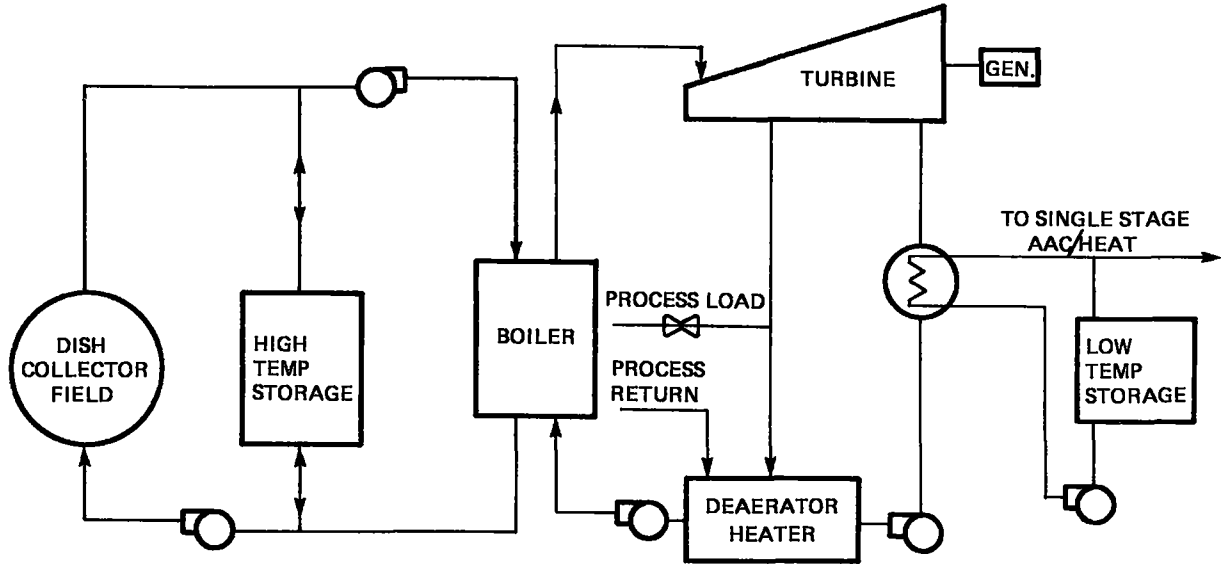 TURBINE
GEN.
TO SINGLE STAGE
AAC/HEAT
PROCESS LOAD
BOILER
DISH
COLLECTOR
FIELD
HIGH
TEMP
STORAGE
PROCESS
RETURN
LOW
TEMP
STORAGE
DEAERATOR
HEATER